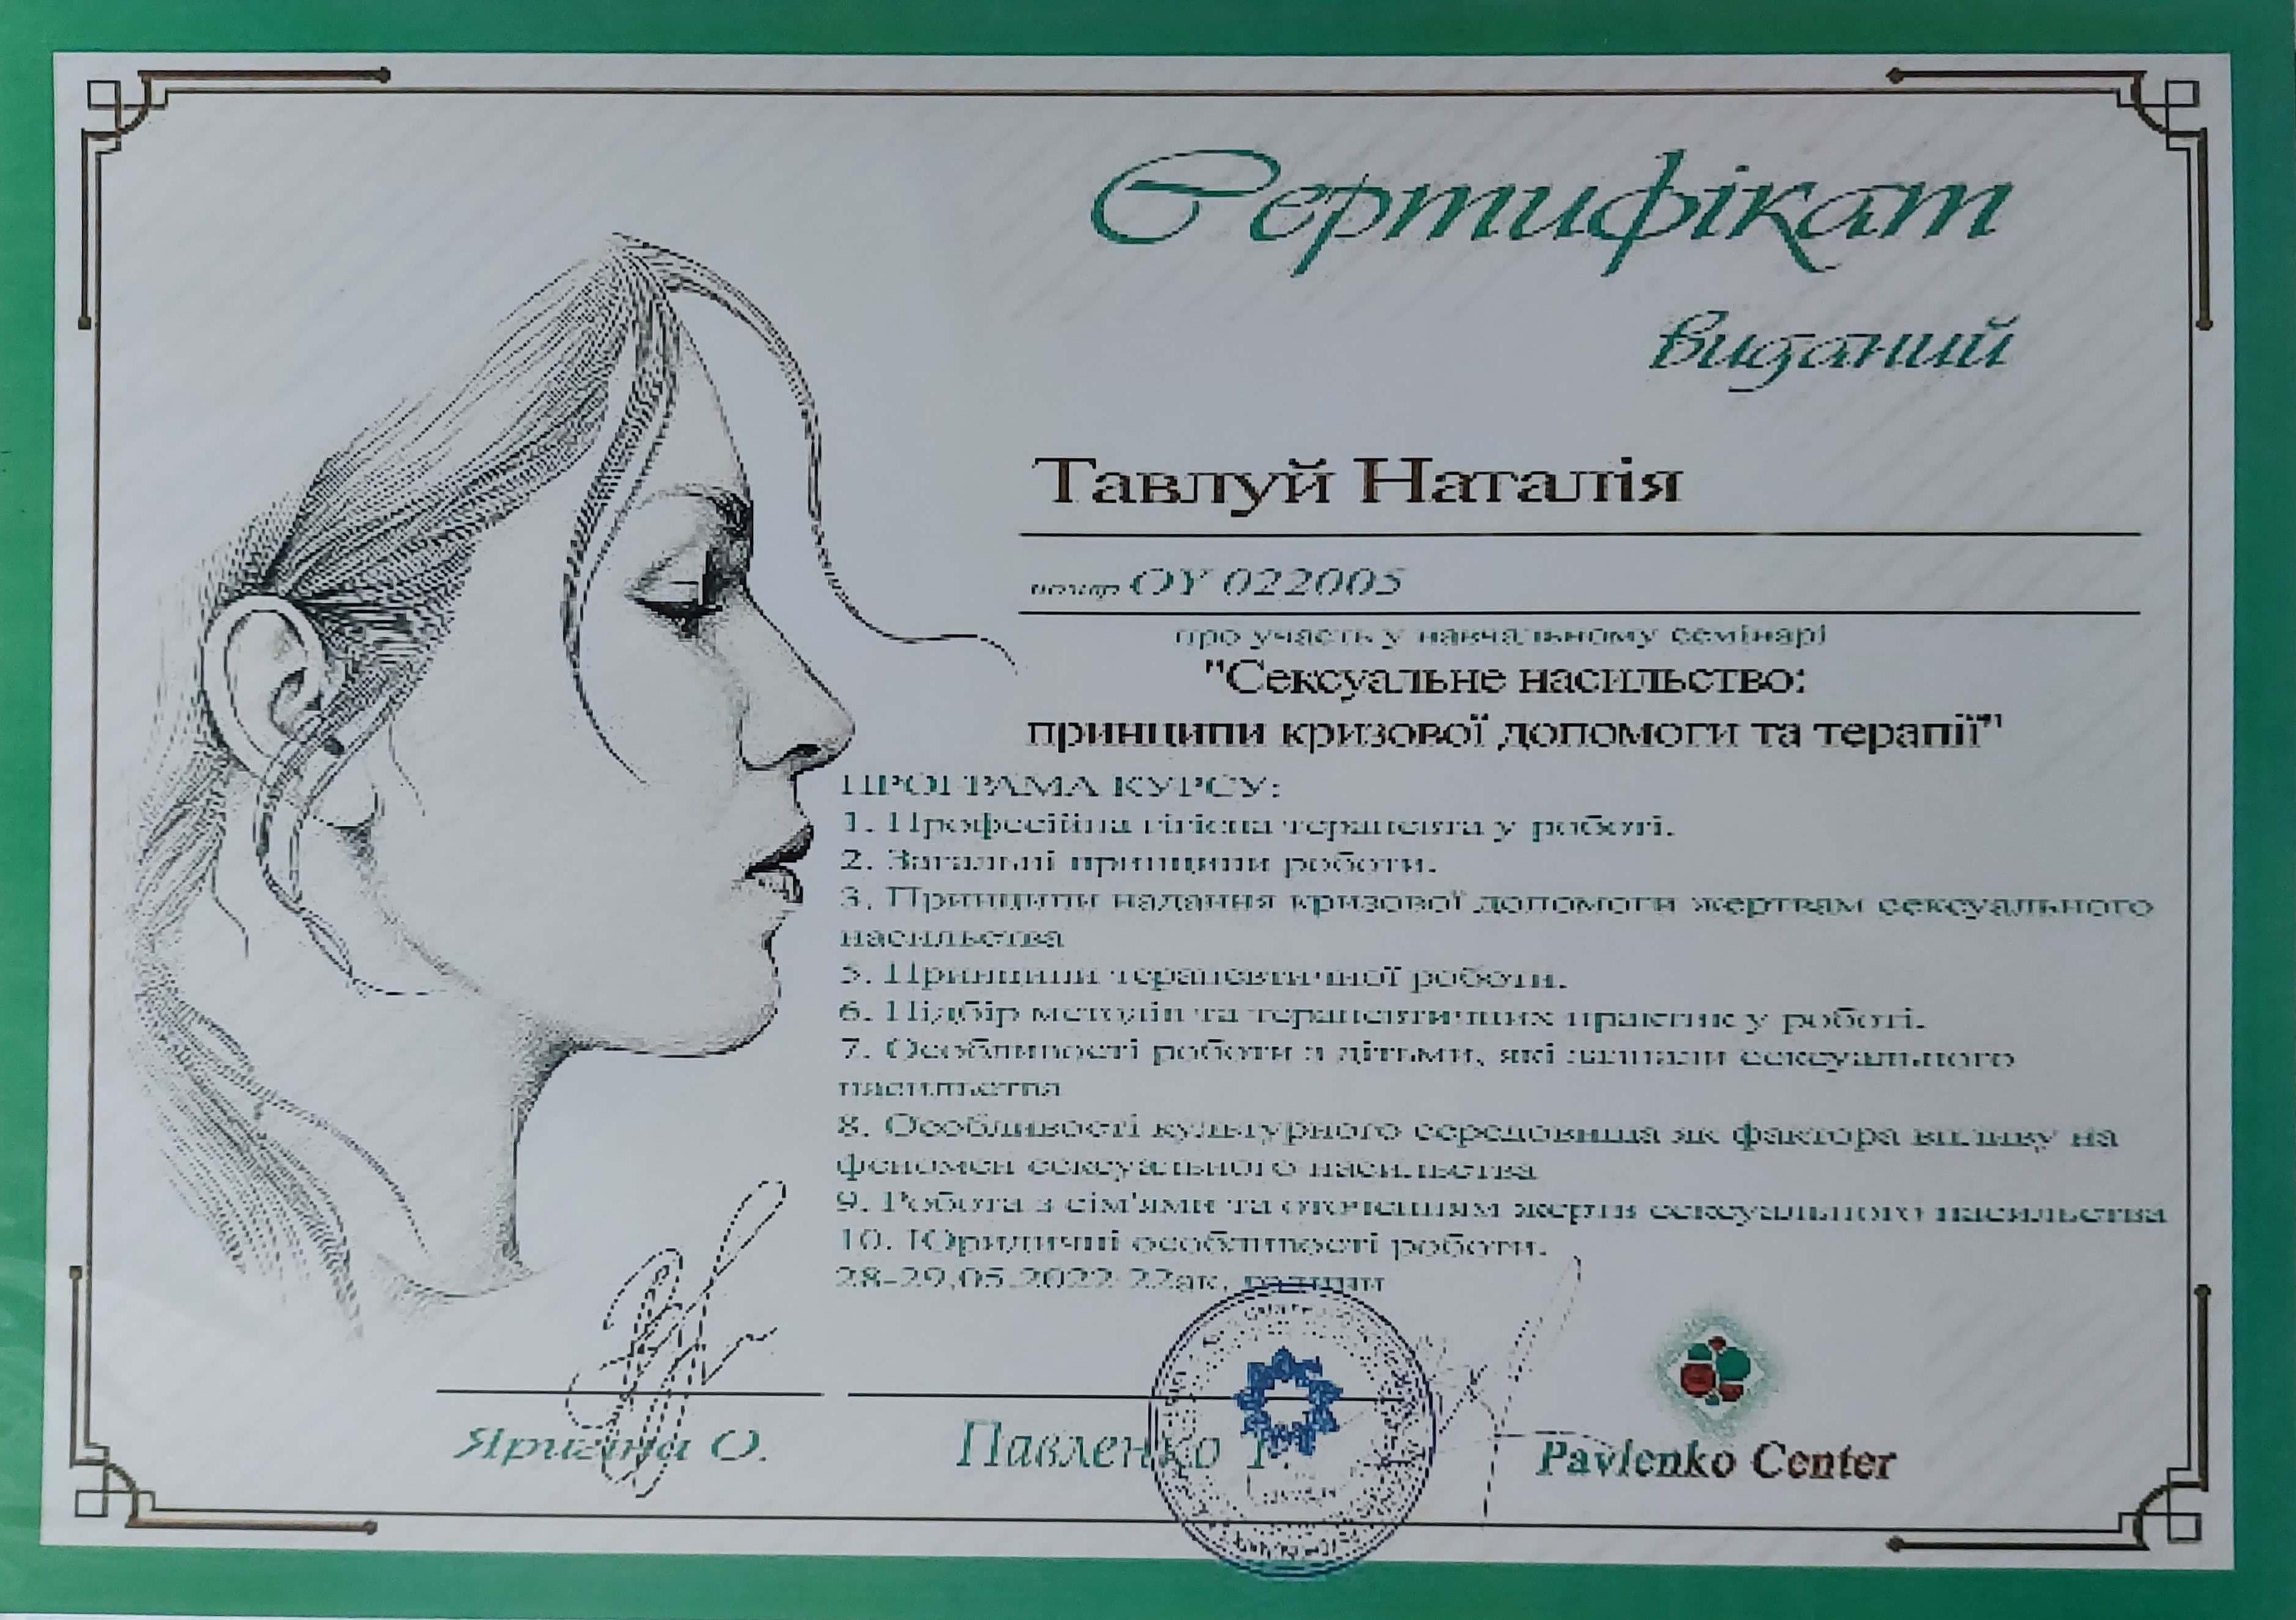 Сертифікат
виданий
Тавлуй Наталія
номер OY 022005
про участь у навчальному семінарі
"Сексуальне насильство:
принципи кризової допомоги та терапії"
ПРОГРАМА КУРСУ:
1. Професійна гігієна терапевта у роботі.
2. Загальні принципи роботи.
3. Принципи надання кризової допомоги жертвам сексуального
насильства
5. Принципи терапевтичної роботи.
6. Підбір методів та терапевтичних практик у роботі.
7. Особливості роботи з дітьми, які зазнали сексуального
насильства
8. Особливості культурного середовища як фактора впливу на
феномен сексуального насильства
9. Робота з сім'ями та оточенням жертв сексуального насильства
10. Юридичні особливості роботи.
28-29.05.2022 22ак. години
Яригіна О.
Павленко Т.
Pavlenko Center